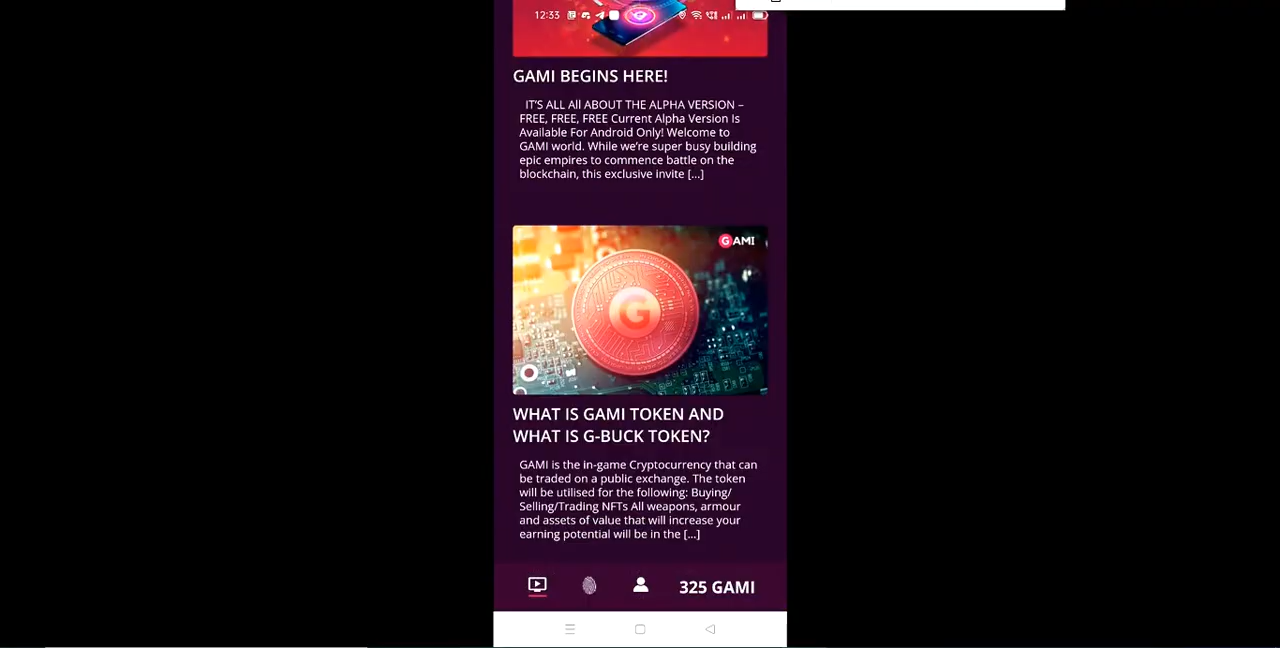 12:33
GAMI BEGINS HERE!
IT'S ALL All ABOUT THE ALPHA VERSION –
FREE, FREE, FREE Current Alpha Version Is
Available For Android Only! Welcome to
GAMI world. While we're super busy building
epic empires to commence battle on the
blockchain, this exclusive invite [...]
GAMI
G
WHAT IS GAMI TOKEN AND
WHAT IS G-BUCK TOKEN?
GAMI is the in-game Cryptocurrency that can
be traded on a public exchange. The token
will be utilised for the following: Buying/
Selling/Trading NFTs All weapons, armour
and assets of value that will increase your
earning potential will be in the [...]
325 GAMI